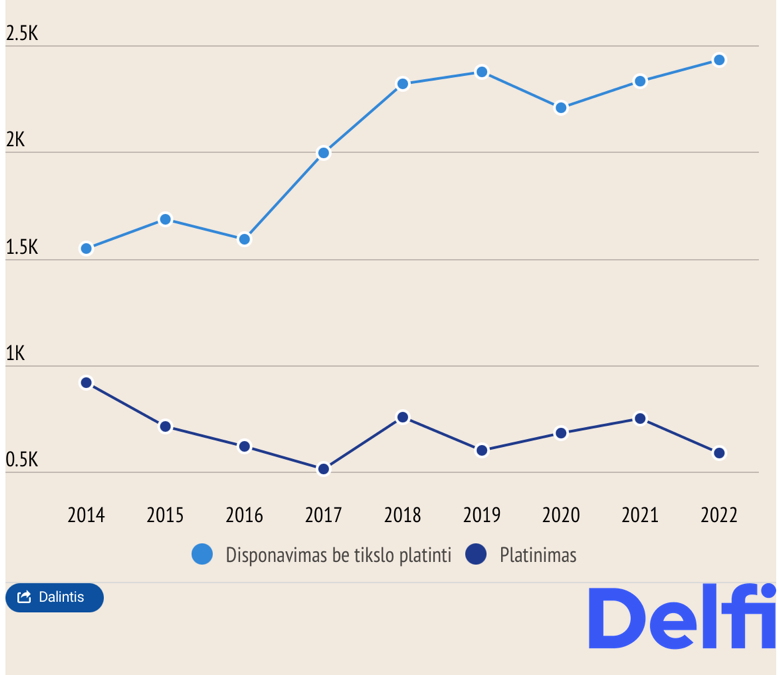 2.5K
2K
1.5K
1K
0.5K
2014 2015 2016 2017 2018 2019 2020 2021 2022
Disponavimas be tikslo platinti Platinimas
Dalintis
Delfi